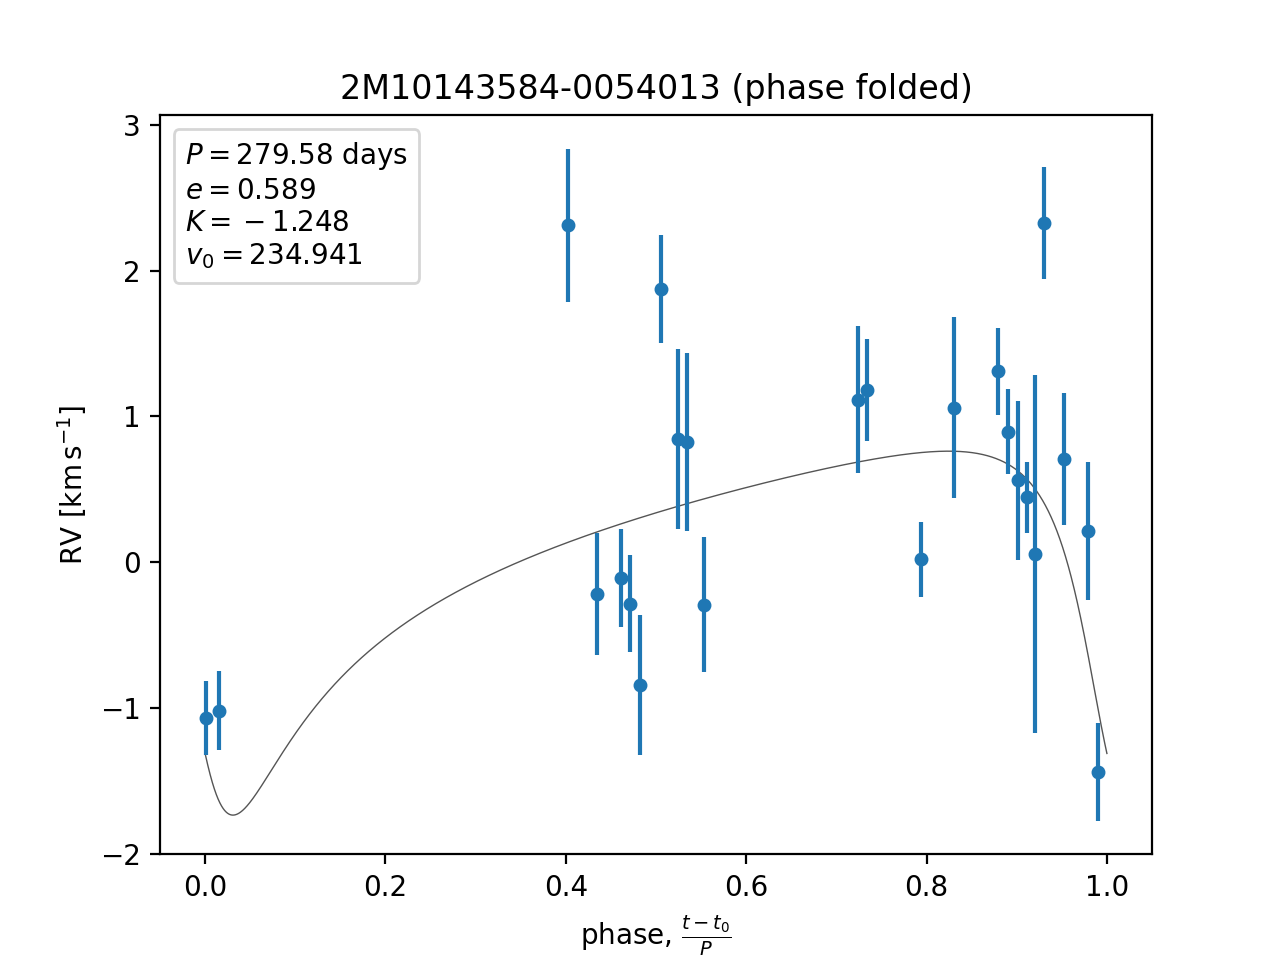 2M10143584-0054013 (phase folded)
P = 279.58 days
e = 0.589
K = −1.248
v₀ = 234.941
3
2
1
0
−1
−2
RV [km s⁻¹]
0.0 0.2 0.4 0.6 0.8 1.0
phase, (t − t₀)/P